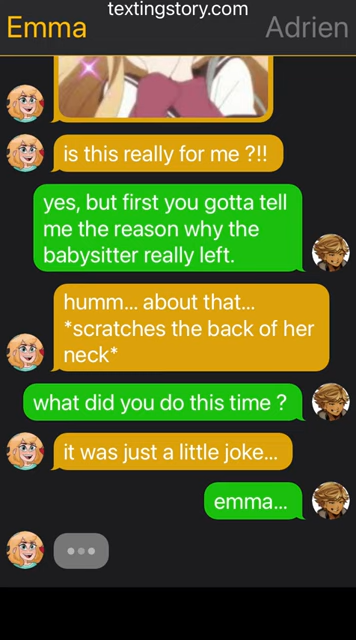 textingstory.com
Emma
Adrien
is this really for me ?!!
yes, but first you gotta tell
me the reason why the
babysitter really left.
humm... about that...
*scratches the back of her
neck*
what did you do this time ?
it was just a little joke...
emma...